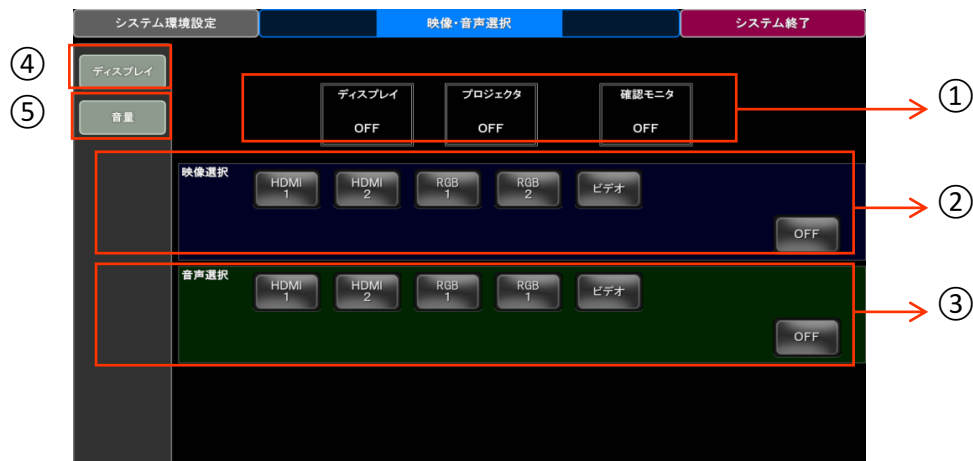 システム環境設定 映像・音声選択 システム終了
④ ディスプレイ
⑤ 音量
ディスプレイ プロジェクタ 確認モニタ ①
OFF OFF OFF
映像選択
HDMI 1 HDMI 2 RGB 1 RGB 2 ビデオ ②
OFF
音声選択
HDMI 1 HDMI 2 RGB 1 RGB 1 ビデオ ③
OFF